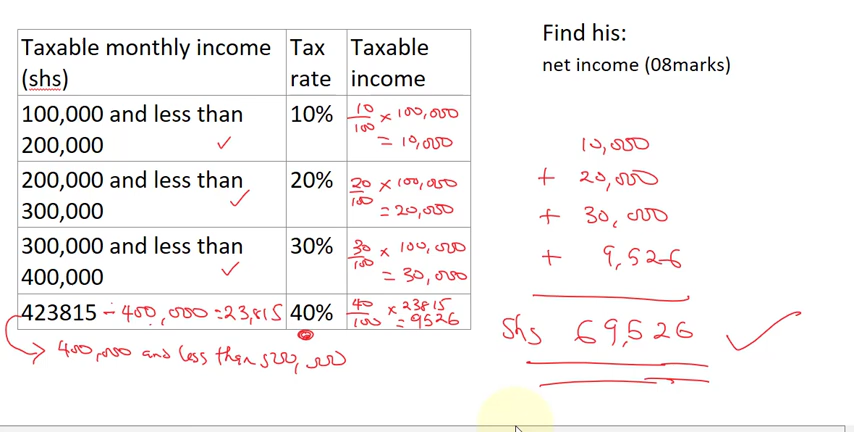 Taxable monthly income (shs) Tax rate Taxable income
100,000 and less than 200,000 ✓ 10% 10/100 × 100,000 = 10,000
200,000 and less than 300,000 ✓ 20% 20/100 × 100,000 = 20,000
300,000 and less than 400,000 ✓ 30% 30/100 × 100,000 = 30,000
423815 - 400,000 = 23,815 40% 40/100 × 23815 = 9526
→ 400,000 and less than 500,000
Find his:
net income (08marks)
10,000
+ 20,000
+ 30,000
+ 9,526
Shs 69,526 ✓